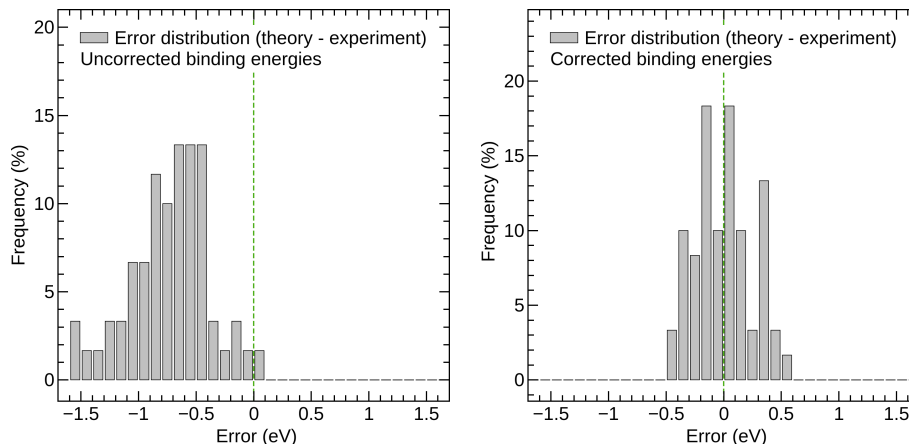 Error distribution (theory - experiment)
Uncorrected binding energies
Frequency (%)
20
15
10
5
0
−1.5 −1 −0.5 0 0.5 1 1.5
Error (eV)
Error distribution (theory - experiment)
Corrected binding energies
Frequency (%)
20
15
10
5
0
−1.5 −1 −0.5 0 0.5 1 1.5
Error (eV)